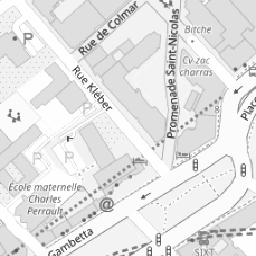 Rue de Colmar
Bitche
Cv-zac
charras
Promenade Saint-Nicolas
Rue Kléber
Place
P
P
P
8
École maternelle
Charles
Perrault
@
Gambetta
SIXT